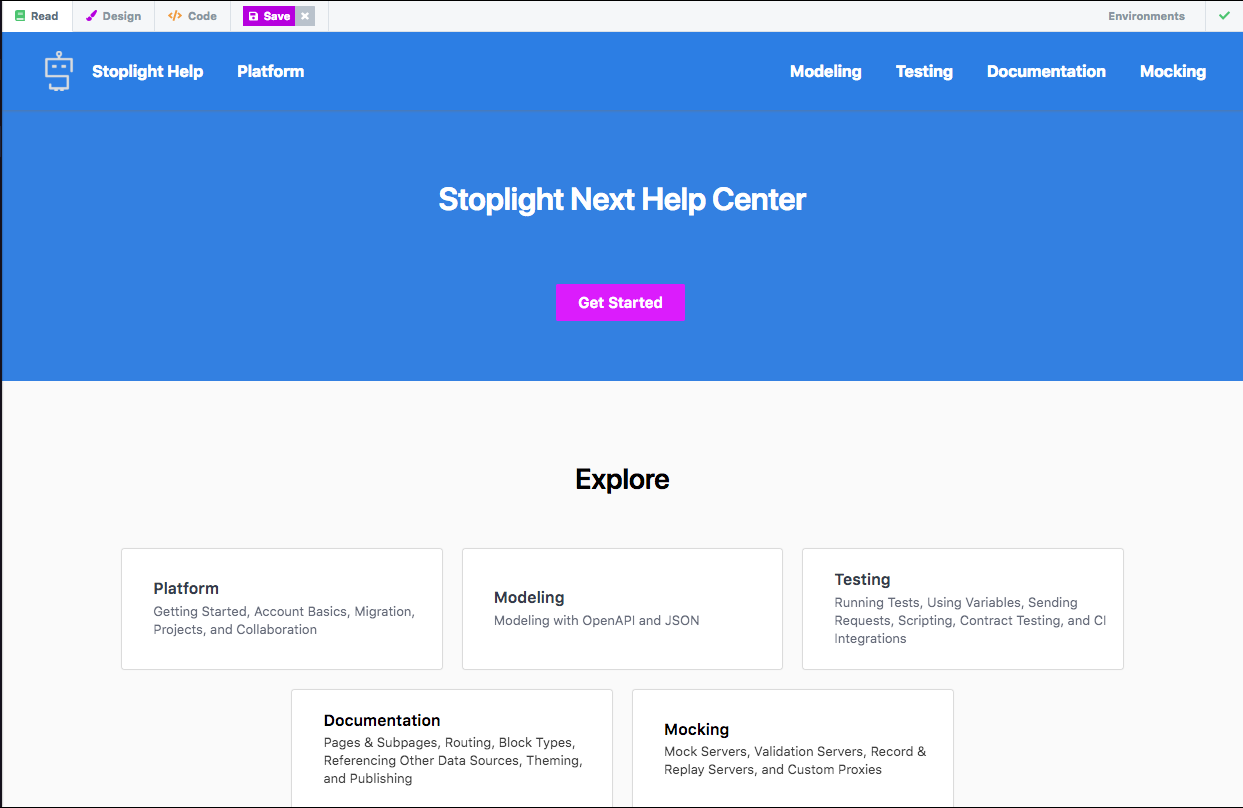 Read Design Code Save Environments
Stoplight Help Platform Modeling Testing Documentation Mocking
Stoplight Next Help Center
Get Started
Explore
Platform
Getting Started, Account Basics, Migration,
Projects, and Collaboration
Modeling
Modeling with OpenAPI and JSON
Testing
Running Tests, Using Variables, Sending
Requests, Scripting, Contract Testing, and CI
Integrations
Documentation
Pages & Subpages, Routing, Block Types,
Referencing Other Data Sources, Theming,
and Publishing
Mocking
Mock Servers, Validation Servers, Record &
Replay Servers, and Custom Proxies